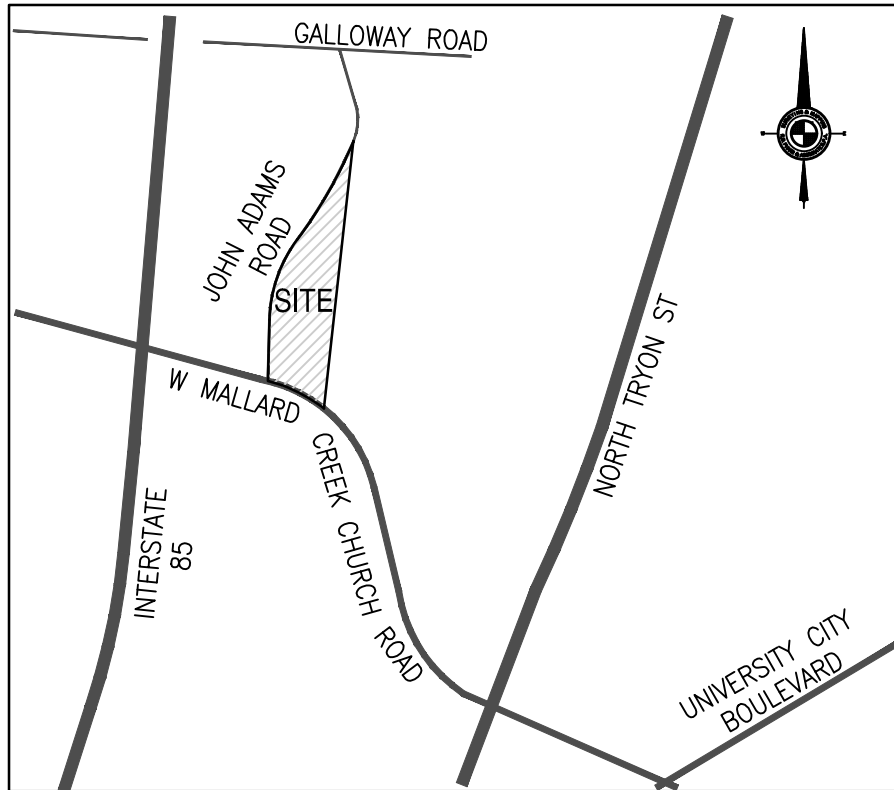 GALLOWAY ROAD
JOHN ADAMS
ROAD
SITE
W MALLARD
CREEK CHURCH ROAD
NORTH TRYON ST
INTERSTATE
85
UNIVERSITY CITY
BOULEVARD